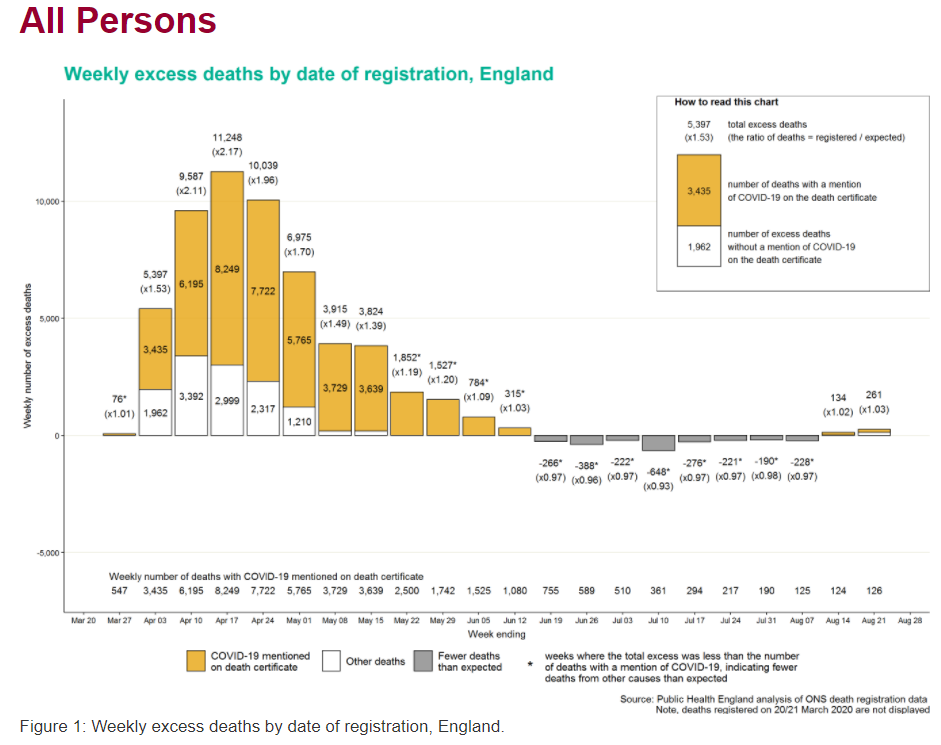 All Persons
Weekly excess deaths by date of registration, England
How to read this chart
5,397 total excess deaths
(x1.53) (the ratio of deaths = registered / expected)
3,435
number of deaths with a mention
of COVID-19 on the death certificate
1,962
number of excess deaths
without a mention of COVID-19
on the death certificate
Weekly number of excess deaths
10,000
5,000
0
-5,000
76*
(x1.01)
5,397
(x1.53)
3,435
1,962
9,587
(x2.11)
6,195
3,392
11,248
(x2.17)
8,249
2,999
10,039
(x1.96)
7,722
2,317
6,975
(x1.70)
5,765
1,210
3,915
(x1.49)
3,729
3,824
(x1.39)
3,639
1,852*
(x1.19)
1,527*
(x1.20)
784*
(x1.09)
315*
(x1.03)
-266*
(x0.97)
-388*
(x0.96)
-222*
(x0.97)
-648*
(x0.93)
-276*
(x0.97)
-221*
(x0.97)
-190*
(x0.98)
-228*
(x0.97)
134
(x1.02)
261
(x1.03)
Weekly number of deaths with COVID-19 mentioned on death certificate
547 3,435 6,195 8,249 7,722 5,765 3,729 3,639 2,500 1,742 1,525 1,080 755 589 510 361 294 217 190 125 124 126
Mar 20 Mar 27 Apr 03 Apr 10 Apr 17 Apr 24 May 01 May 08 May 15 May 22 May 29 Jun 05 Jun 12 Jun 19 Jun 26 Jul 03 Jul 10 Jul 17 Jul 24 Jul 31 Aug 07 Aug 14 Aug 21 Aug 28
Week ending
COVID-19 mentioned
on death certificate
Other deaths
Fewer deaths
than expected
* weeks where the total excess was less than the number
of deaths with a mention of COVID-19, indicating fewer
deaths from other causes than expected
Source: Public Health England analysis of ONS death registration data
Note, deaths registered on 20/21 March 2020 are not displayed
Figure 1: Weekly excess deaths by date of registration, England.